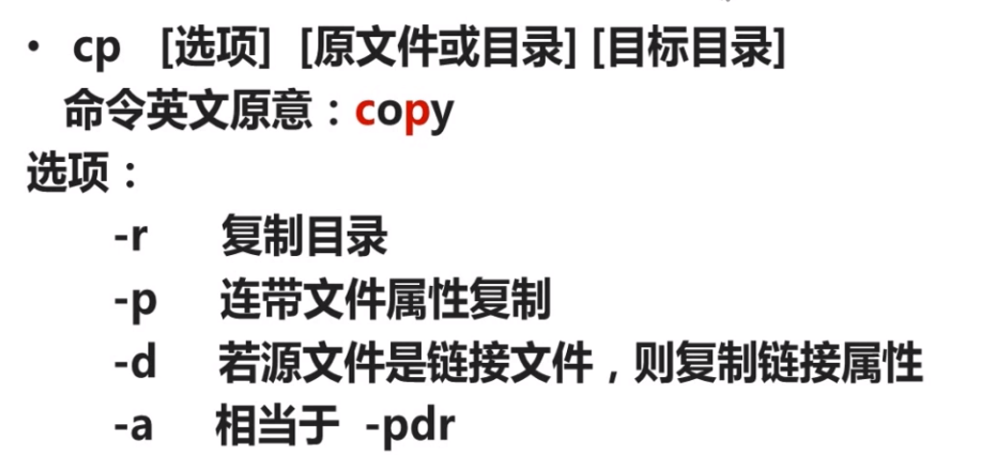 • cp [选项] [原文件或目录] [目标目录]
命令英文原意：copy
选项：
-r 复制目录
-p 连带文件属性复制
-d 若源文件是链接文件，则复制链接属性
-a 相当于 -pdr